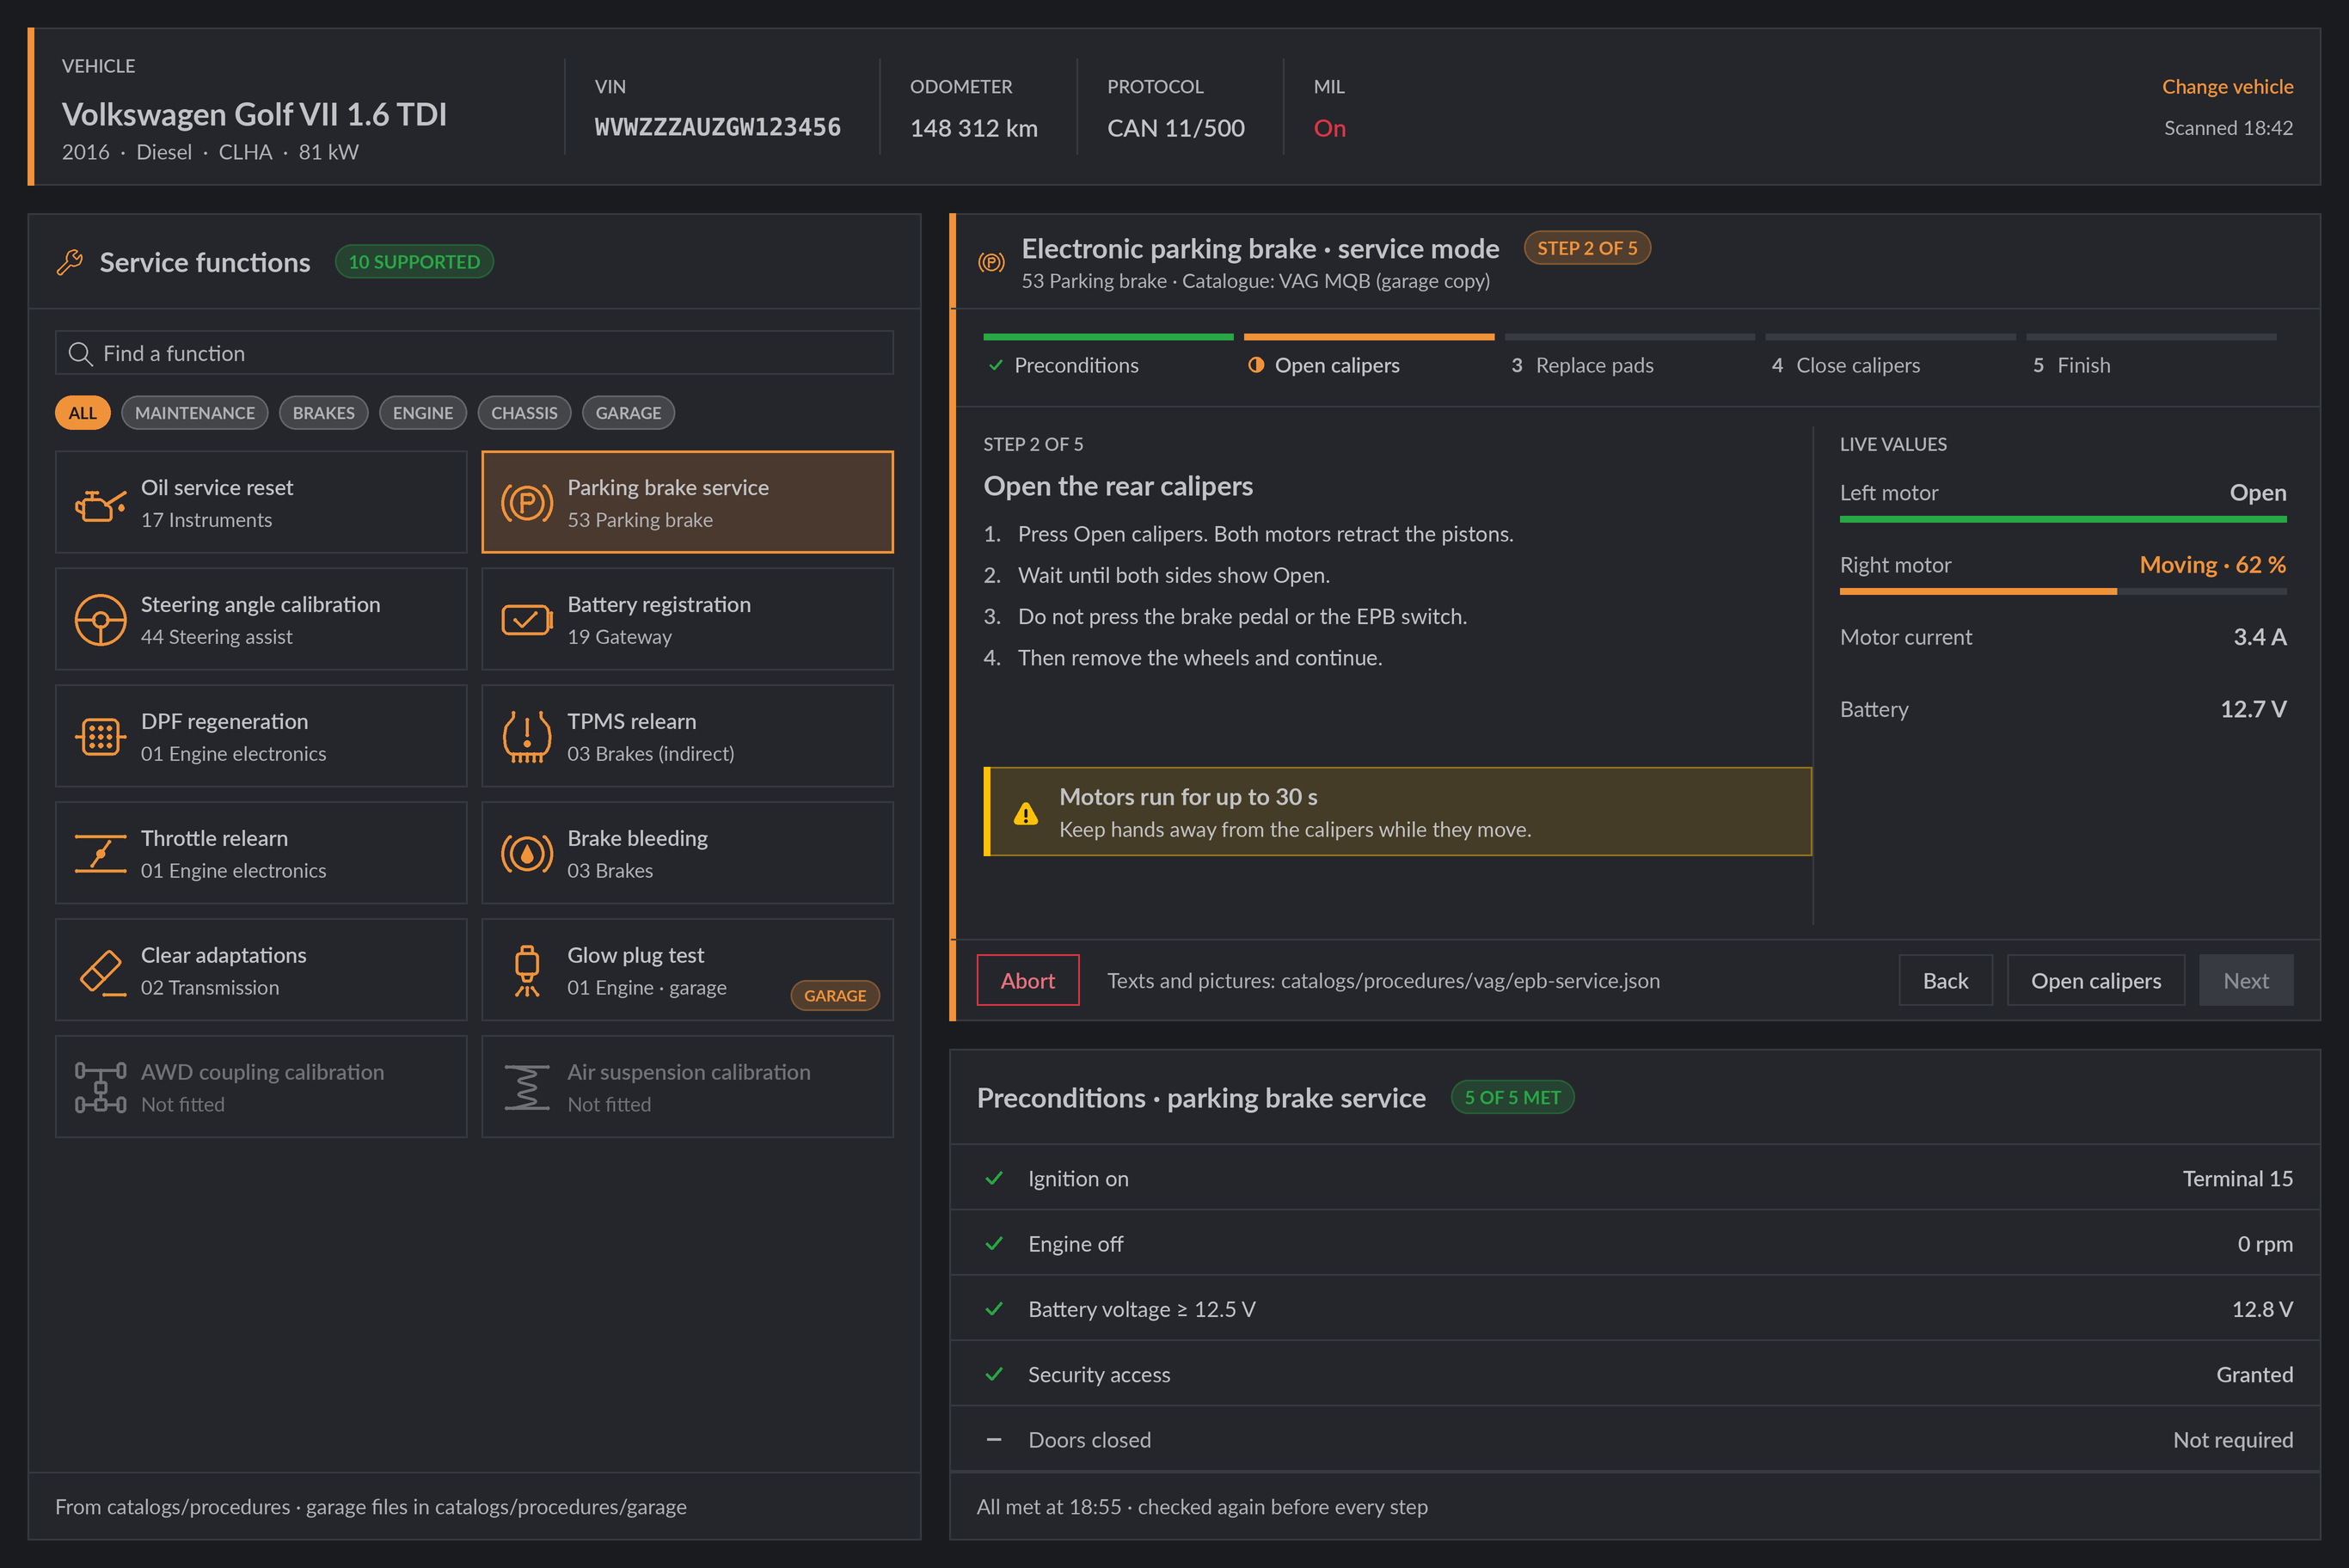 VEHICLE
Volkswagen Golf VII 1.6 TDI
2016 · Diesel · CLHA · 81 kW
VIN
WVWZZZAUZGW123456
ODOMETER
148 312 km
PROTOCOL
CAN 11/500
MIL
On
Change vehicle
Scanned 18:42
Service functions
10 SUPPORTED
Find a function
ALL
MAINTENANCE
BRAKES
ENGINE
CHASSIS
GARAGE
Oil service reset
17 Instruments
Parking brake service
53 Parking brake
Steering angle calibration
44 Steering assist
Battery registration
19 Gateway
DPF regeneration
01 Engine electronics
TPMS relearn
03 Brakes (indirect)
Throttle relearn
01 Engine electronics
Brake bleeding
03 Brakes
Clear adaptations
02 Transmission
Glow plug test
01 Engine · garage
GARAGE
AWD coupling calibration
Not fitted
Air suspension calibration
Not fitted
From catalogs/procedures · garage files in catalogs/procedures/garage
Electronic parking brake · service mode
STEP 2 OF 5
53 Parking brake · Catalogue: VAG MQB (garage copy)
Preconditions
Open calipers
3 Replace pads
4 Close calipers
5 Finish
STEP 2 OF 5
Open the rear calipers
1. Press Open calipers. Both motors retract the pistons.
2. Wait until both sides show Open.
3. Do not press the brake pedal or the EPB switch.
4. Then remove the wheels and continue.
Motors run for up to 30 s
Keep hands away from the calipers while they move.
LIVE VALUES
Left motor Open
Right motor Moving · 62 %
Motor current 3.4 A
Battery 12.7 V
Abort
Texts and pictures: catalogs/procedures/vag/epb-service.json
Back
Open calipers
Next
Preconditions · parking brake service
5 OF 5 MET
Ignition on Terminal 15
Engine off 0 rpm
Battery voltage ≥ 12.5 V 12.8 V
Security access Granted
Doors closed Not required
All met at 18:55 · checked again before every step